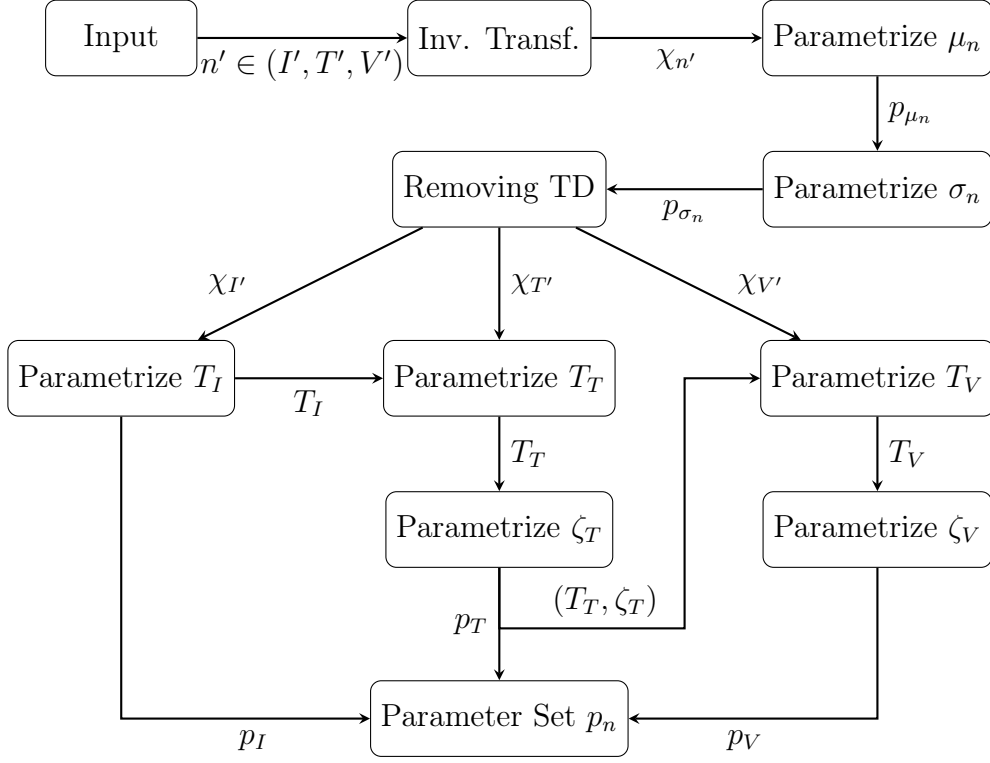 Input
n′ ∈ (I′, T′, V′)
Inv. Transf.
χ_{n′}
Parametrize μ_n
p_{μ_n}
Parametrize σ_n
p_{σ_n}
Removing TD
χ_{I′}
χ_{T′}
χ_{V′}
Parametrize T_I
T_I
Parametrize T_T
Parametrize T_V
T_T
T_V
Parametrize ζ_T
Parametrize ζ_V
(T_T, ζ_T)
p_T
Parameter Set p_n
p_I
p_V